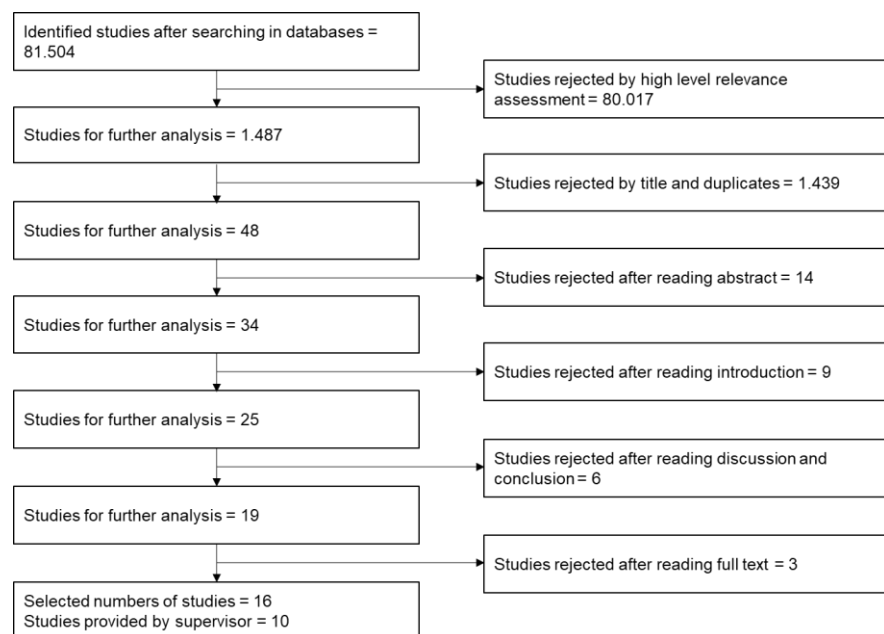 Identified studies after searching in databases =
81.504
Studies rejected by high level relevance
assessment = 80.017
Studies for further analysis = 1.487
Studies rejected by title and duplicates = 1.439
Studies for further analysis = 48
Studies rejected after reading abstract = 14
Studies for further analysis = 34
Studies rejected after reading introduction = 9
Studies for further analysis = 25
Studies rejected after reading discussion and
conclusion = 6
Studies for further analysis = 19
Studies rejected after reading full text = 3
Selected numbers of studies = 16
Studies provided by supervisor = 10